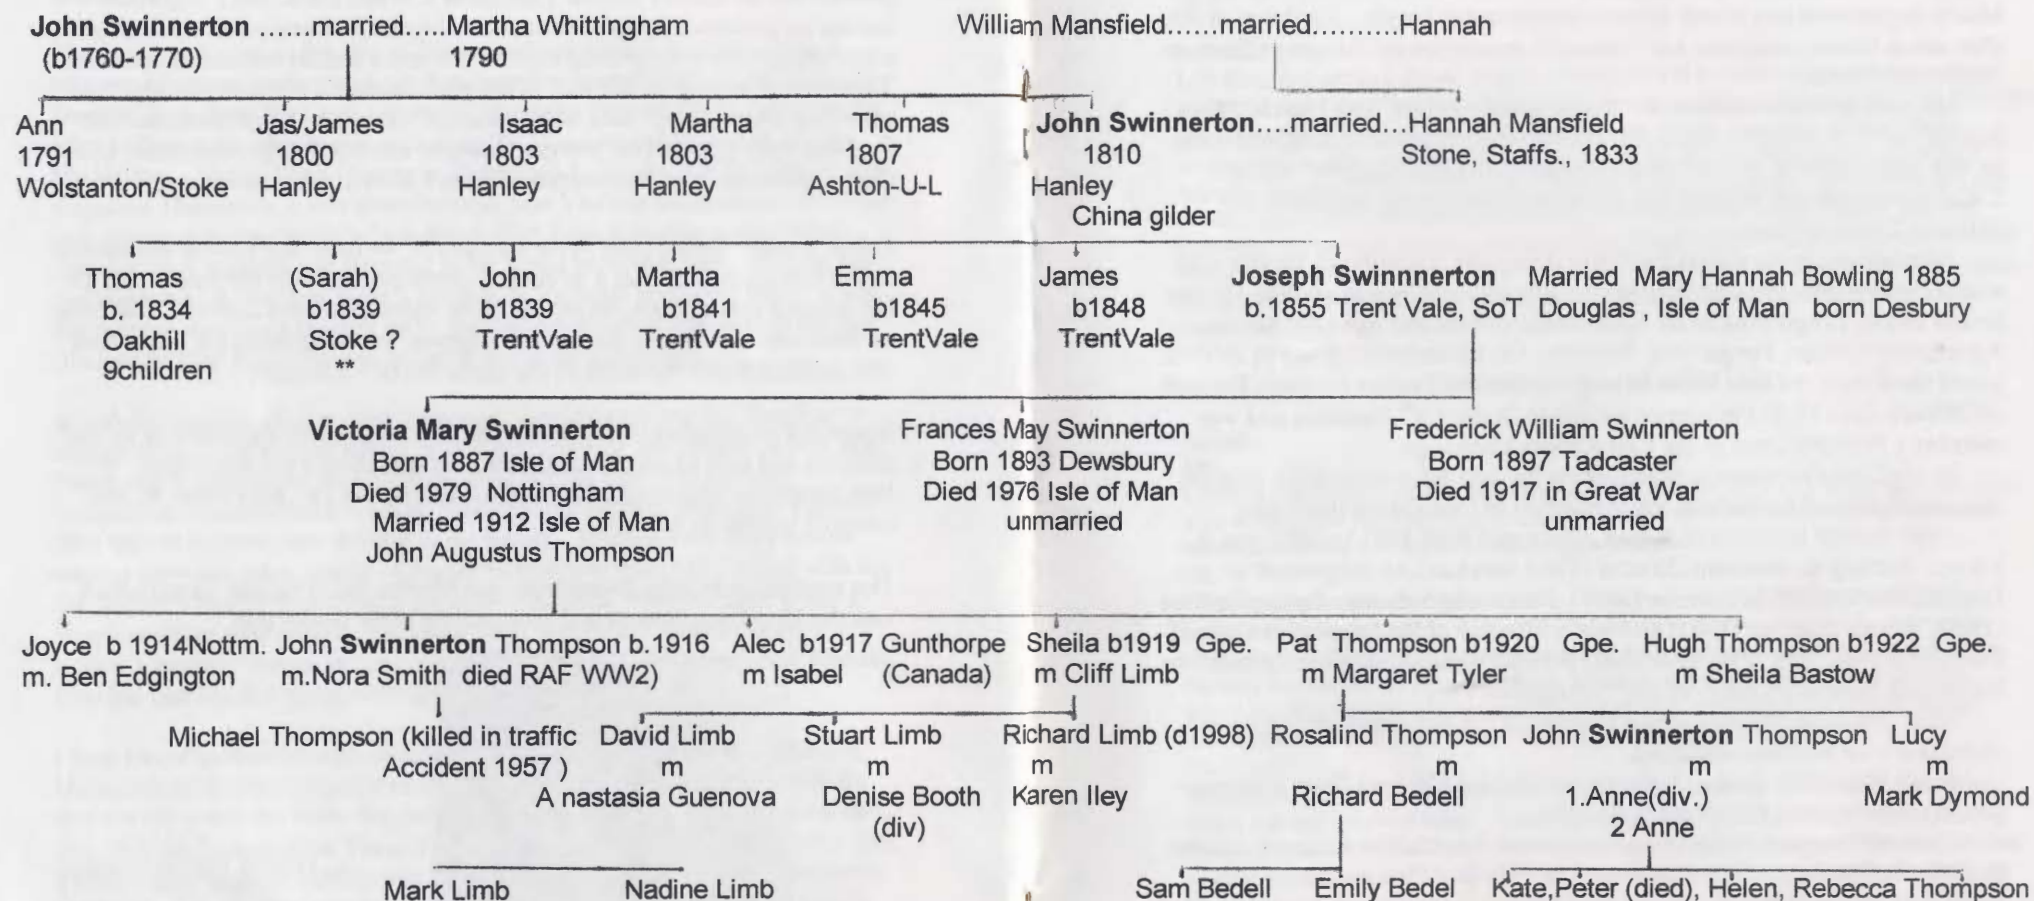 John Swinnerton ......married.....Martha Whittingham William Mansfield......married..........Hannah
(b1760-1770) 1790
Ann Jas/James Isaac Martha Thomas John Swinnerton....married...Hannah Mansfield
1791 1800 1803 1803 1807 1810 Stone, Staffs., 1833
Wolstanton/Stoke Hanley Hanley Hanley Ashton-U-L Hanley
China gilder
Thomas (Sarah) John Martha Emma James Joseph Swinnnerton Married Mary Hannah Bowling 1885
b. 1834 b1839 b1839 b1841 b1845 b1848 b.1855 Trent Vale, SoT Douglas , Isle of Man born Desbury
Oakhill Stoke ? TrentVale TrentVale TrentVale TrentVale
9children **
Victoria Mary Swinnerton Frances May Swinnerton Frederick William Swinnerton
Born 1887 Isle of Man Born 1893 Dewsbury Born 1897 Tadcaster
Died 1979 Nottingham Died 1976 Isle of Man Died 1917 in Great War
Married 1912 Isle of Man unmarried unmarried
John Augustus Thompson
Joyce b 1914Nottm. John Swinnerton Thompson b.1916 Alec b1917 Gunthorpe Sheila b1919 Gpe. Pat Thompson b1920 Gpe. Hugh Thompson b1922 Gpe.
m. Ben Edgington m.Nora Smith died RAF WW2) m Isabel (Canada) m Cliff Limb m Margaret Tyler m Sheila Bastow
Michael Thompson (killed in traffic David Limb Stuart Limb Richard Limb (d1998) Rosalind Thompson John Swinnerton Thompson Lucy
Accident 1957 ) m m m m m m
A nastasia Guenova Denise Booth Karen Iley Richard Bedell 1.Anne(div.) Mark Dymond
(div) 2 Anne
Mark Limb Nadine Limb Sam Bedell Emily Bedel Kate,Peter (died), Helen, Rebecca Thompson